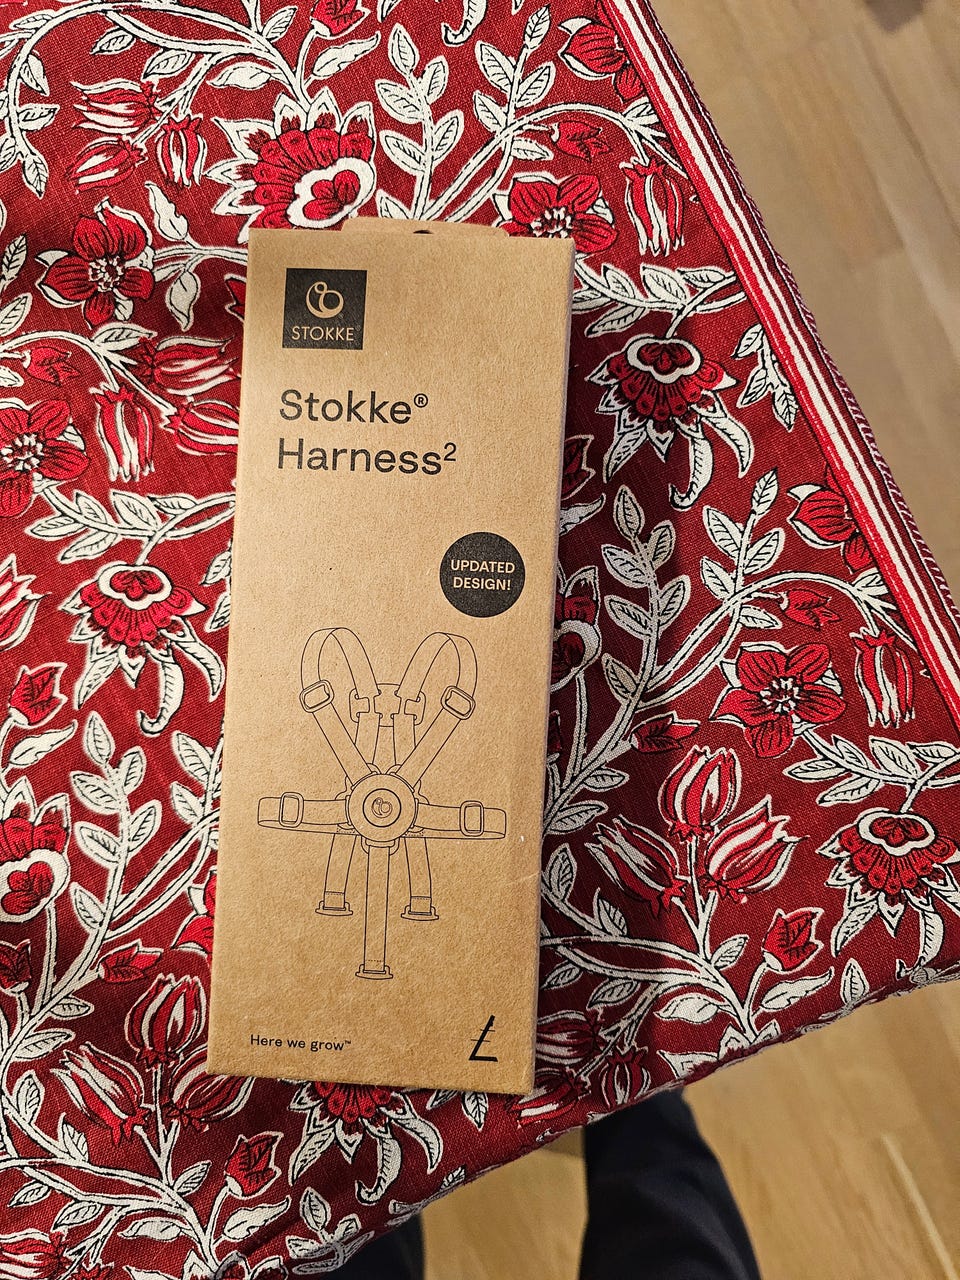 STOKKE
Stokke®
Harness²
UPDATED
DESIGN!
Here we grow™